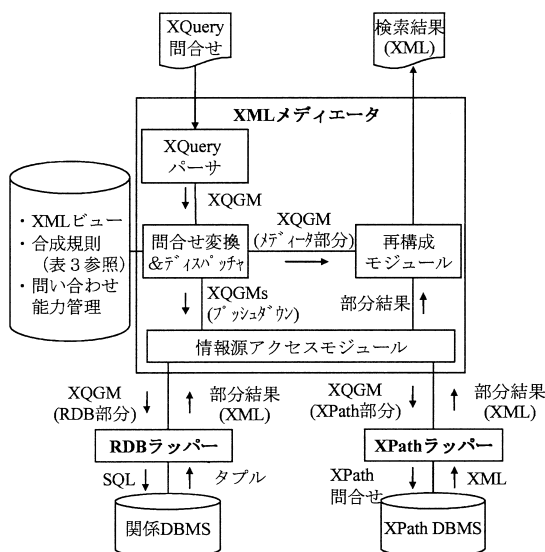 XQuery
問合せ
検索結果
(XML)
XMLメディエータ
XQuery
パーサ
XQGM
・XMLビュー
・合成規則
(表3参照)
・問い合わせ
能力管理
問合せ変換
&ディスパッチャ
XQGM
(メディータ部分)
再構成
モジュール
XQGMs
(プッシュダウン)
部分結果
情報源アクセスモジュール
XQGM
(RDB部分)
部分結果
(XML)
XQGM
(XPath部分)
部分結果
(XML)
RDBラッパー
XPathラッパー
SQL
タプル
XPath
問合せ
XML
関係DBMS
XPath DBMS